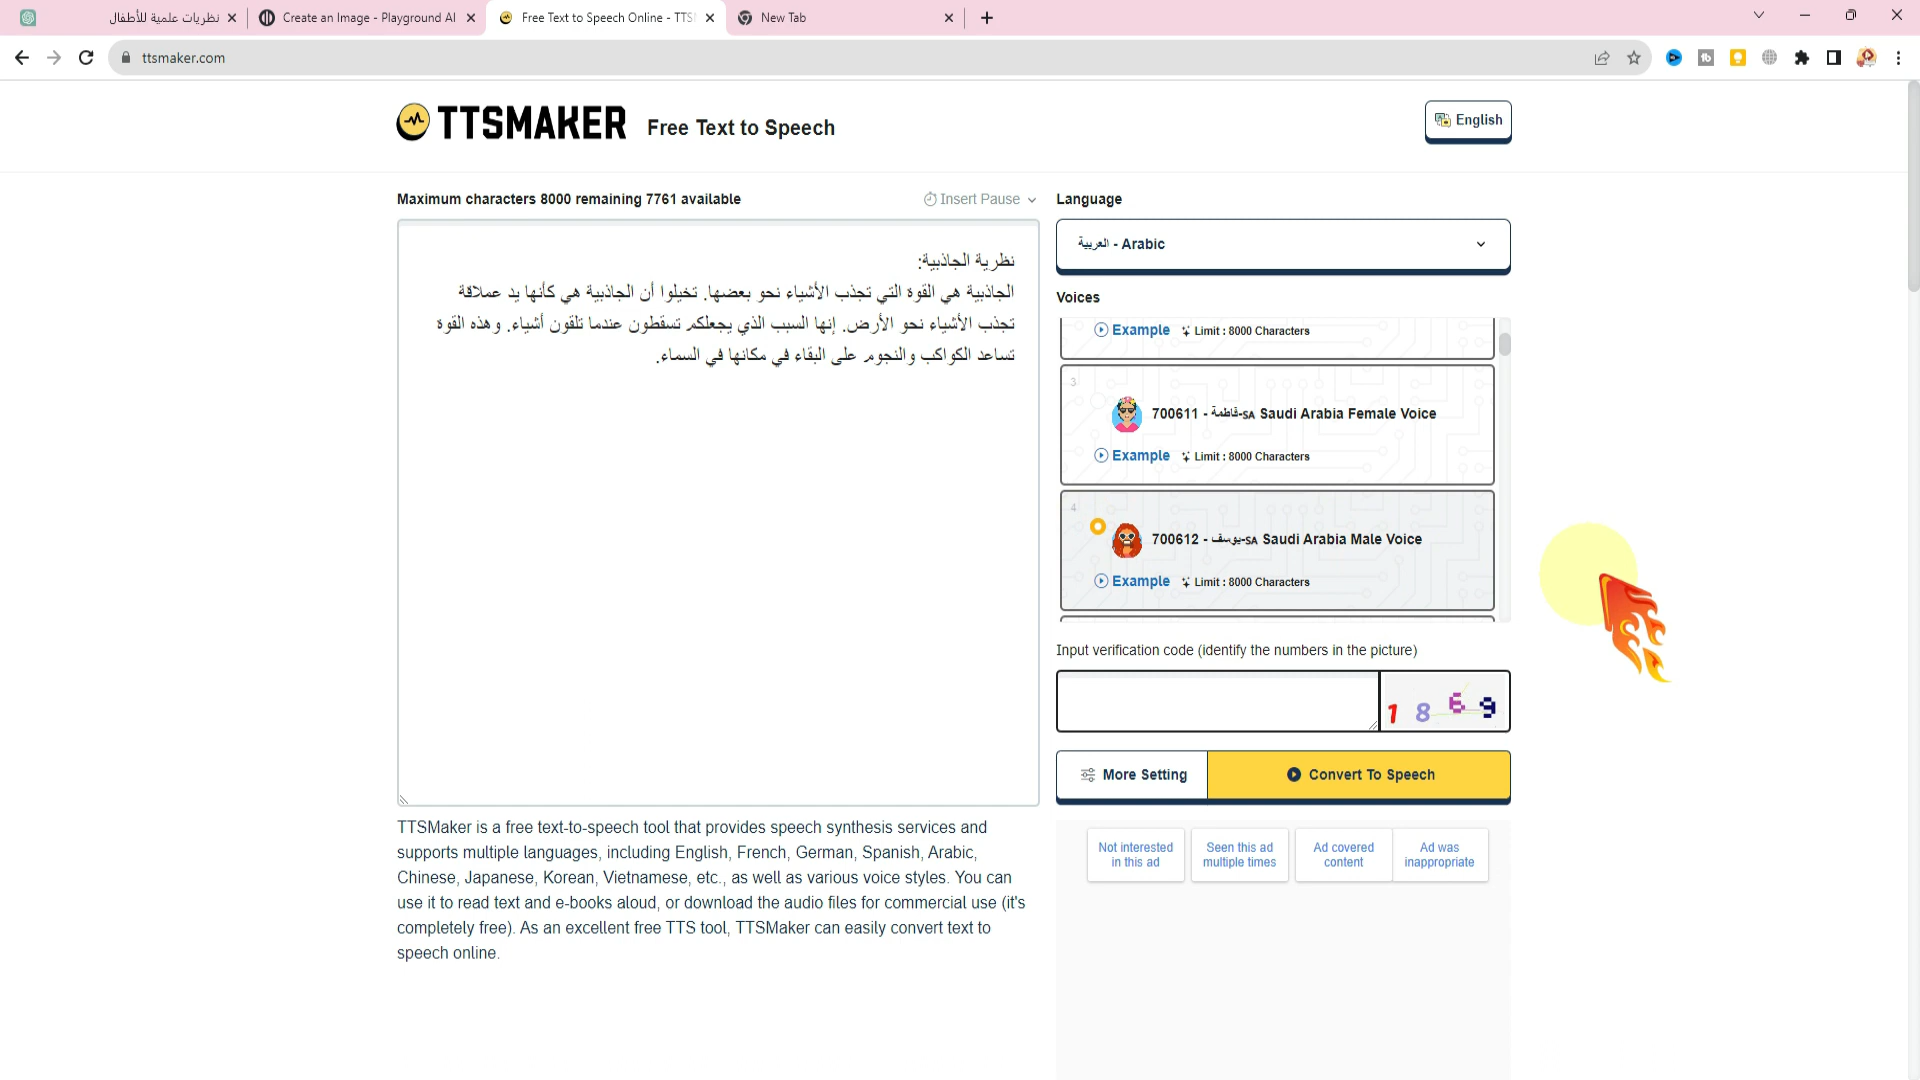 نظريات علمية للأطفال
Create an Image - Playground AI
Free Text to Speech Online - TTS
New Tab
ttsmaker.com
TTSMAKER Free Text to Speech
English
Maximum characters 8000 remaining 7761 available
Insert Pause
نظرية الجاذبية:
الجاذبية هي القوة التي تجذب الأشياء نحو بعضها. تخيلوا أن الجاذبية هي كأنها يد عملاقة
تجذب الأشياء نحو الأرض. إنها السبب الذي يجعلكم تسقطون عندما تلقون أشياء. وهذه القوة
تساعد الكواكب والنجوم على البقاء في مكانها في السماء.
TTSMaker is a free text-to-speech tool that provides speech synthesis services and
supports multiple languages, including English, French, German, Spanish, Arabic,
Chinese, Japanese, Korean, Vietnamese, etc., as well as various voice styles. You can
use it to read text and e-books aloud, or download the audio files for commercial use (it's
completely free). As an excellent free TTS tool, TTSMaker can easily convert text to
speech online.
Language
العربية - Arabic
Voices
Example Limit : 8000 Characters
3
700611 - فاطمة-SA Saudi Arabia Female Voice
Example Limit : 8000 Characters
4
700612 - يوسف-SA Saudi Arabia Male Voice
Example Limit : 8000 Characters
Input verification code (identify the numbers in the picture)
1 8 6 9
More Setting
Convert To Speech
Not interested
in this ad
Seen this ad
multiple times
Ad covered
content
Ad was
inappropriate